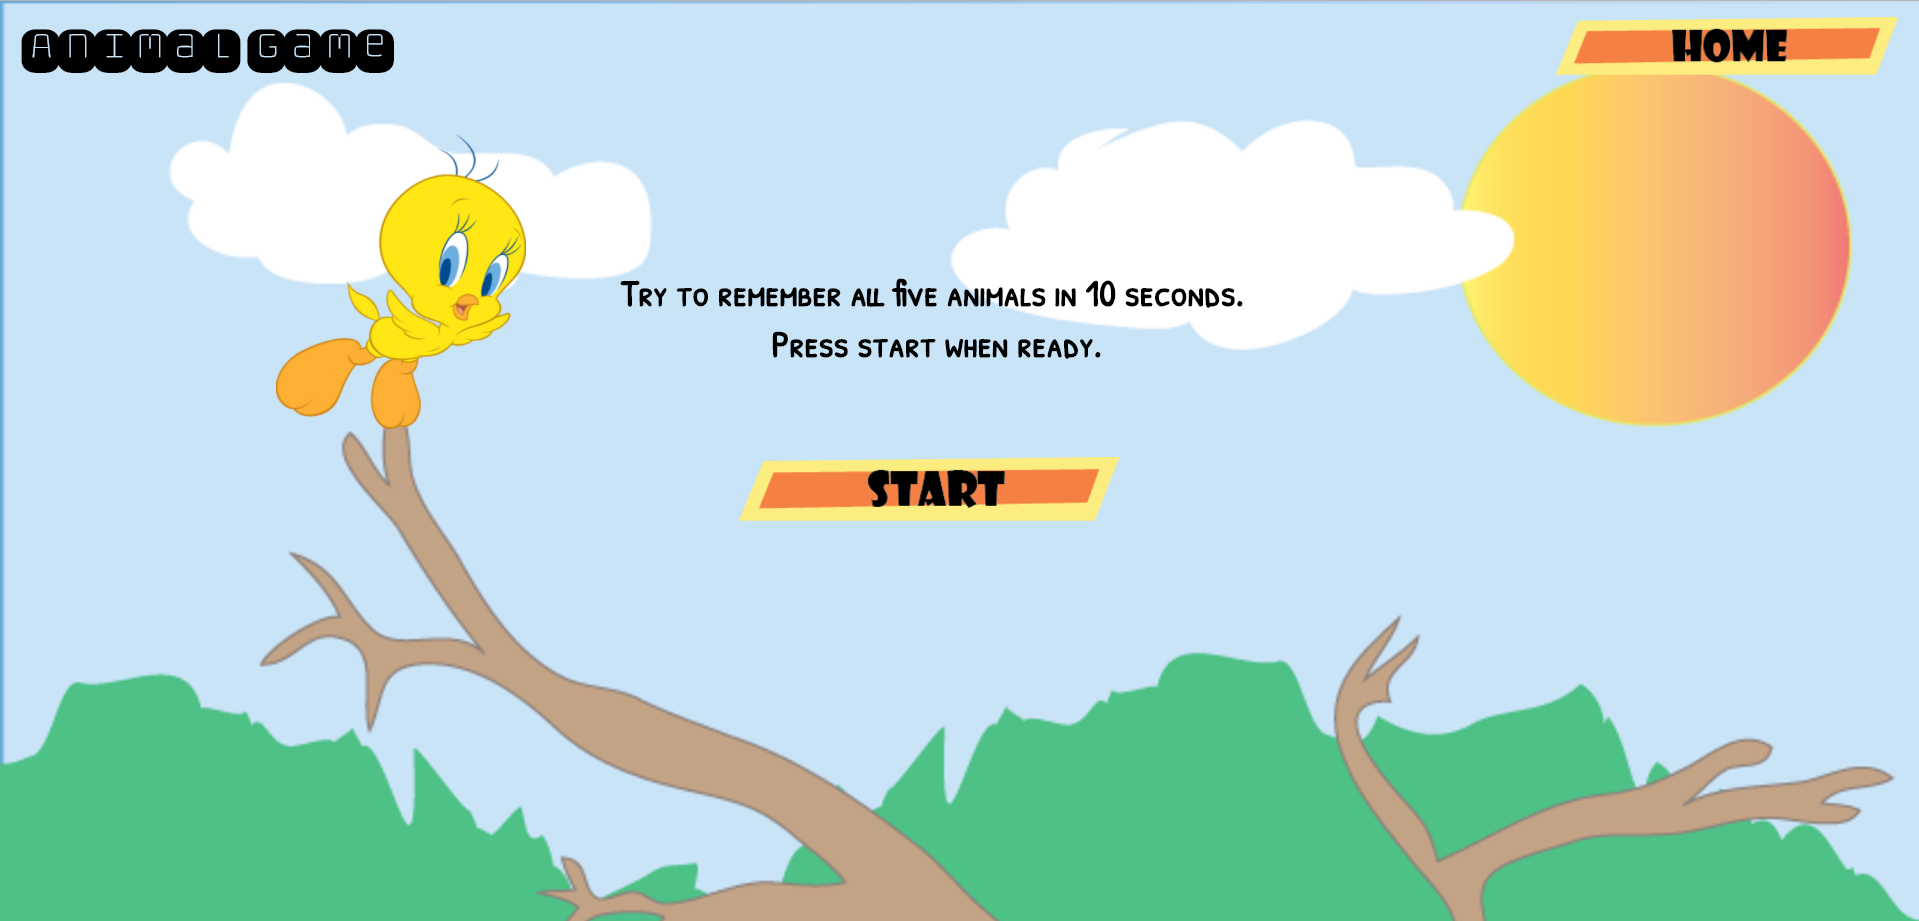 Animal Game
HOME
Try to remember all five animals in 10 seconds.
Press start when ready.
START